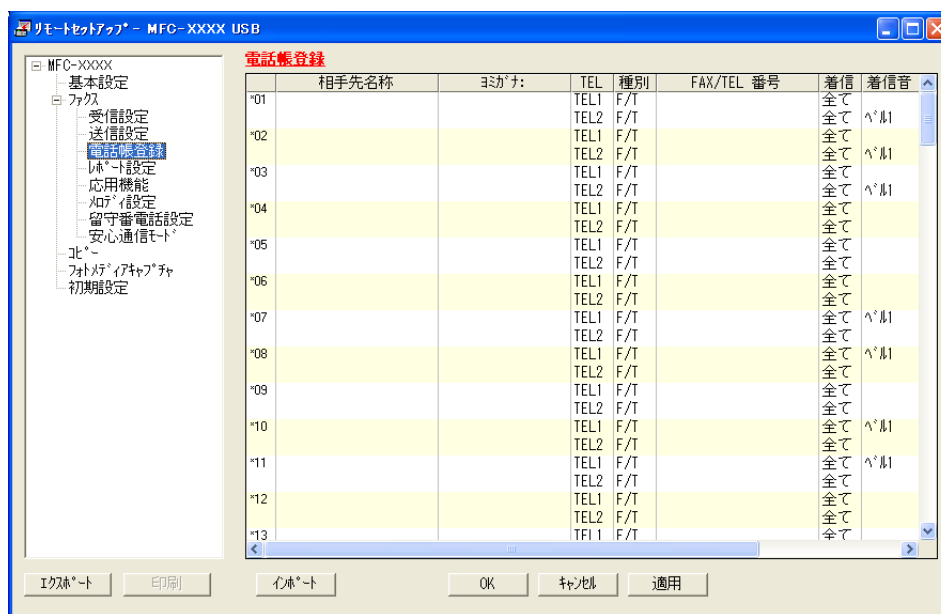 リモートセットアップ - MFC-XXXX USB
MFC-XXXX
基本設定
ファクス
受信設定
送信設定
電話帳登録
レポート設定
応用機能
メロディ設定
留守番電話設定
安心通信モード
コピー
フォトメディアキャプチャ
初期設定
電話帳登録
相手先名称 ヨミガナ: TEL 種別 FAX/TEL 番号 着信 着信音
*01 TEL1 F/T 全て
TEL2 F/T 全て ベル1
*02 TEL1 F/T 全て
TEL2 F/T 全て ベル1
*03 TEL1 F/T 全て
TEL2 F/T 全て ベル1
*04 TEL1 F/T 全て
TEL2 F/T 全て
*05 TEL1 F/T 全て
TEL2 F/T 全て
*06 TEL1 F/T 全て
TEL2 F/T 全て
*07 TEL1 F/T 全て ベル1
TEL2 F/T 全て
*08 TEL1 F/T 全て ベル1
TEL2 F/T 全て
*09 TEL1 F/T 全て
TEL2 F/T 全て
*10 TEL1 F/T 全て ベル1
TEL2 F/T 全て
*11 TEL1 F/T 全て ベル1
TEL2 F/T 全て
*12 TEL1 F/T 全て
TEL2 F/T 全て
*13 TEL1 F/T 全て
エクスポート 印刷 インポート OK キャンセル 適用